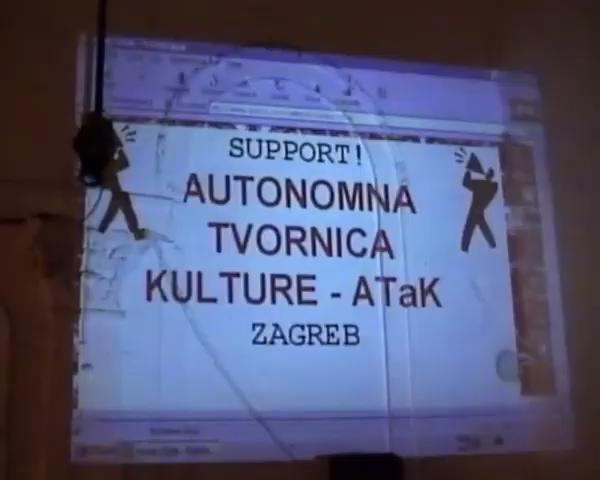 SUPPORT!
AUTONOMNA
TVORNICA
KULTURE - ATaK
ZAGREB